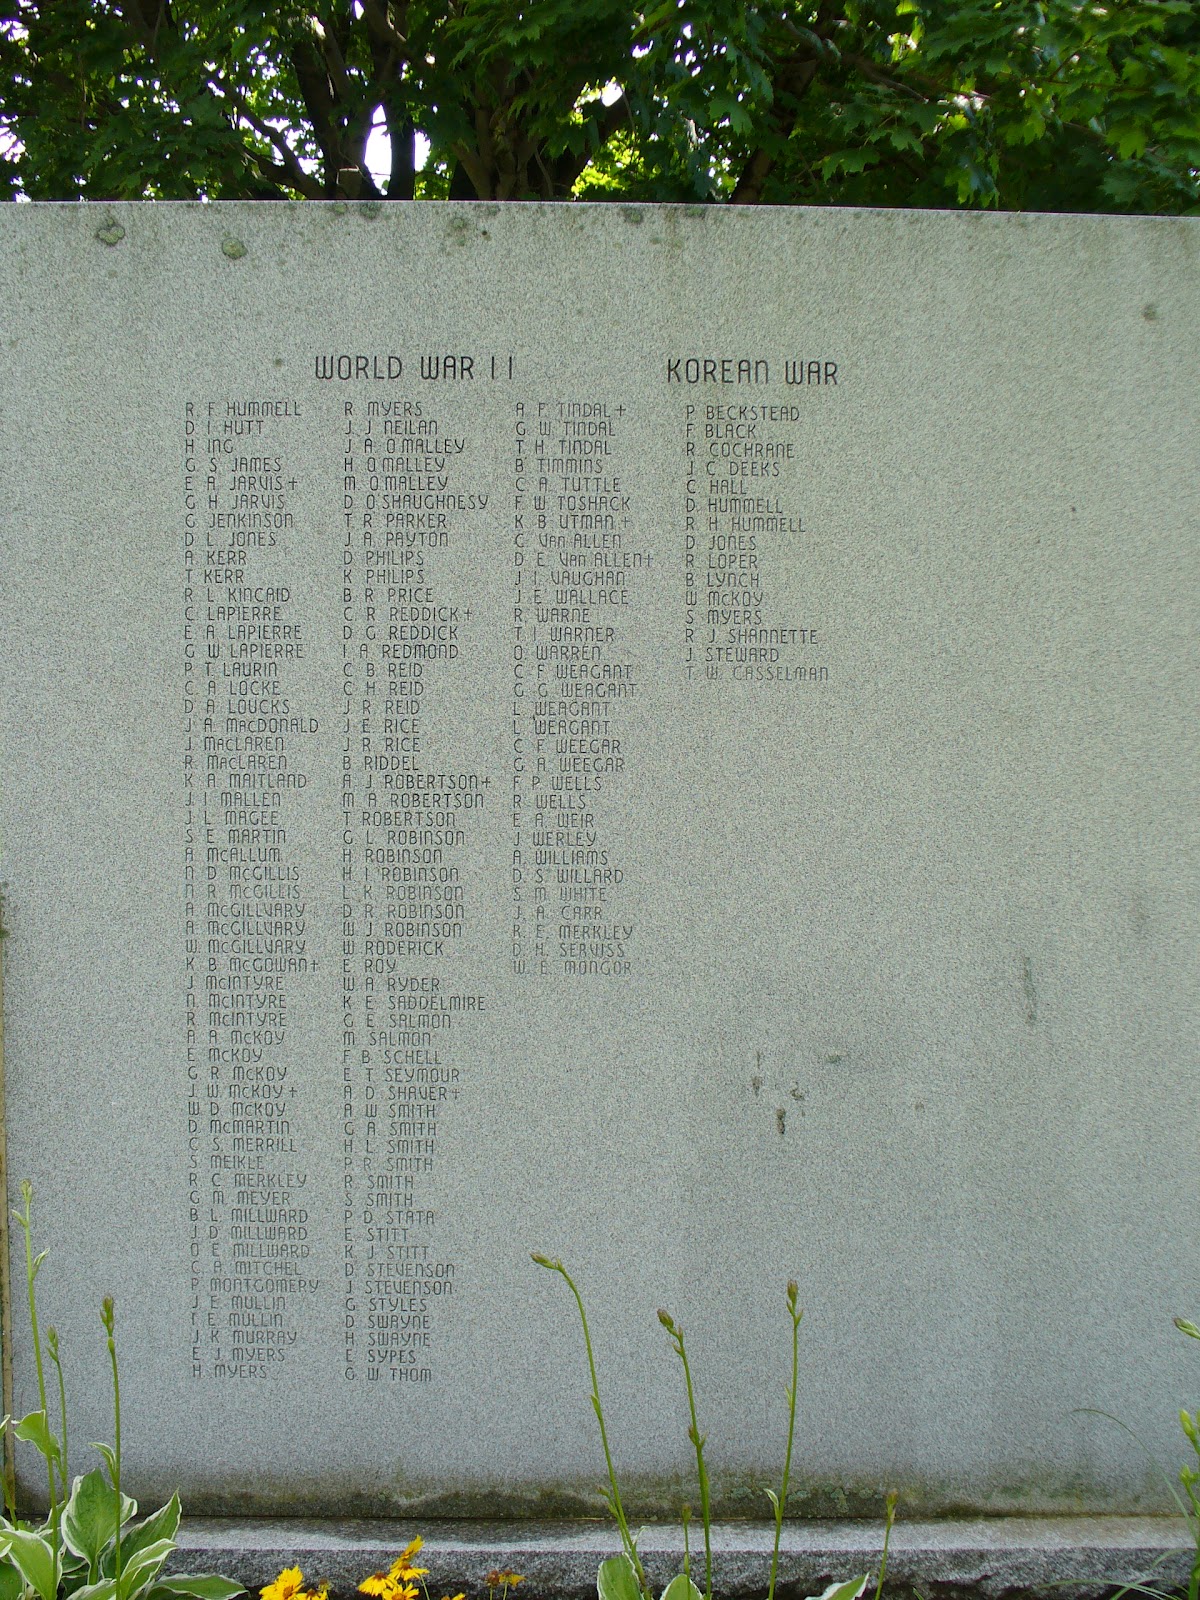 WORLD WAR II
R. F. HUMMELL
D. I. HUTT
H. ING
G. S. JAMES
E. A. JARVIS +
G. H. JARVIS
G. JENKINSON
D. L. JONES
A. KERR
T. KERR
R. L. KINCAID
C. LAPIERRE
E. A. LAPIERRE
G. W. LAPIERRE
P. T. LAURIN
C. A. LOCKE
D. A. LOUCKS
J. A. MacDONALD
J. MacLAREN
R. MacLAREN
K. A. MAITLAND
J. I. MALLEN
J. L. MAGEE
S. E. MARTIN
A. McALLUM
N. D. McGILLIS
N. R. McGILLIS
A. McGILLVARY
A. McGILLVARY
W. McGILLVARY
K. B. McGOWAN +
J. McINTYRE
N. McINTYRE
R. McINTYRE
A. A. McKOY
E. McKOY
G. R. McKOY
J. W. McKOY +
W. D. McKOY
D. McMARTIN
C. S. MERRILL
S. MEIKLE
R. C. MERKLEY
G. M. MEYER
B. L. MILLWARD
J. D. MILLWARD
O. E. MILLWARD
C. A. MITCHEL
P. MONTGOMERY
J. E. MULLIN
T. E. MULLIN
J. K. MURRAY
E. J. MYERS
H. MYERS
R. MYERS
J. J. NEILAN
J. A. O'MALLEY
H. O'MALLEY
M. O'MALLEY
D. O'SHAUGHNESY
T. R. PARKER
J. A. PAYTON
D. PHILIPS
K. PHILIPS
B. R. PRICE
C. R. REDDICK +
D. G. REDDICK
I. A. REDMOND
C. B. REID
C. H. REID
J. R. REID
J. E. RICE
J. R. RICE
B. RIDDEL
A. J. ROBERTSON +
M. A. ROBERTSON
T. ROBERTSON
G. L. ROBINSON
H. ROBINSON
H. I. ROBINSON
L. K. ROBINSON
D. R. ROBINSON
W. J. ROBINSON
W. RODERICK
E. ROY
W. A. RYDER
K. E. SADDELMIRE
G. E. SALMON
M. SALMON
F. B. SCHELL
E. T. SEYMOUR
A. D. SHAVER +
A. W. SMITH
G. A. SMITH
H. L. SMITH
P. R. SMITH
R. SMITH
S. SMITH
P. D. STATA
E. STITT
K. J. STITT
D. STEVENSON
J. STEVENSON
G. STYLES
D. SWAYNE
H. SWAYNE
E. SYPES
G. W. THOM
A. F. TINDAL +
G. W. TINDAL
T. H. TINDAL
B. TIMMINS
C. A. TUTTLE
F. W. TOSHACK
K. B. UTMAN +
C. Van ALLEN
D. E. Van ALLEN +
J. I. VAUGHAN
J. E. WALLACE
R. WARNE
T. I. WARNER
O. WARREN
C. F. WEAGANT
G. G. WEAGANT
L. WEAGANT
L. WEAGANT
C. F. WEEGAR
G. A. WEEGAR
F. P. WELLS
R. WELLS
E. A. WEIR
J. WERLEY
A. WILLIAMS
D. S. WILLARD
S. M. WHITE
J. A. CARR
R. E. MERKLEY
D. H. SERVISS
W. E. MONGOR
KOREAN WAR
P. BECKSTEAD
F. BLACK
R. COCHRANE
J. C. DEEKS
C. HALL
D. HUMMELL
R. H. HUMMELL
D. JONES
R. LOPER
B. LYNCH
W. McKOY
S. MYERS
R. J. SHANNETTE
J. STEWARD
T. W. CASSELMAN